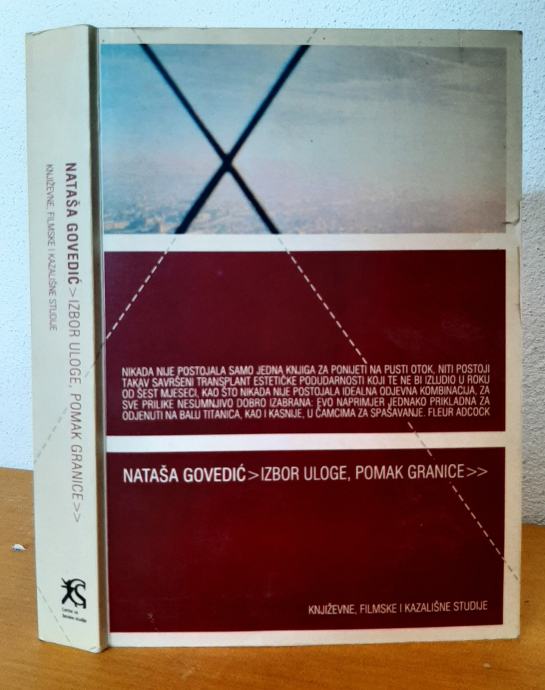 NATAŠA GOVEDIĆ > IZBOR ULOGE, POMAK GRANICE >>
KNJIŽEVNE, FILMSKE I KAZALIŠNE STUDIJE
Centar za
ženske studije
NIKADA NIJE POSTOJALA SAMO JEDNA KNJIGA ZA PONIJETI NA PUSTI OTOK, NITI POSTOJI
TAKAV SAVRŠENI TRANSPLANT ESTETIČKE PODUDARNOSTI KOJI TE NE BI IZLUDIO U ROKU
OD ŠEST MJESECI, KAO ŠTO NIKADA NIJE POSTOJALA IDEALNA ODJEVNA KOMBINACIJA, ZA
SVE PRILIKE NESUMNJIVO DOBRO IZABRANA: EVO NAPRIMJER JEDNAKO PRIKLADNA ZA
ODJENUTI NA BALU TITANICA, KAO I KASNIJE, U ČAMCIMA ZA SPAŠAVANJE. FLEUR ADCOCK
NATAŠA GOVEDIĆ > IZBOR ULOGE, POMAK GRANICE >>
KNJIŽEVNE, FILMSKE I KAZALIŠNE STUDIJE